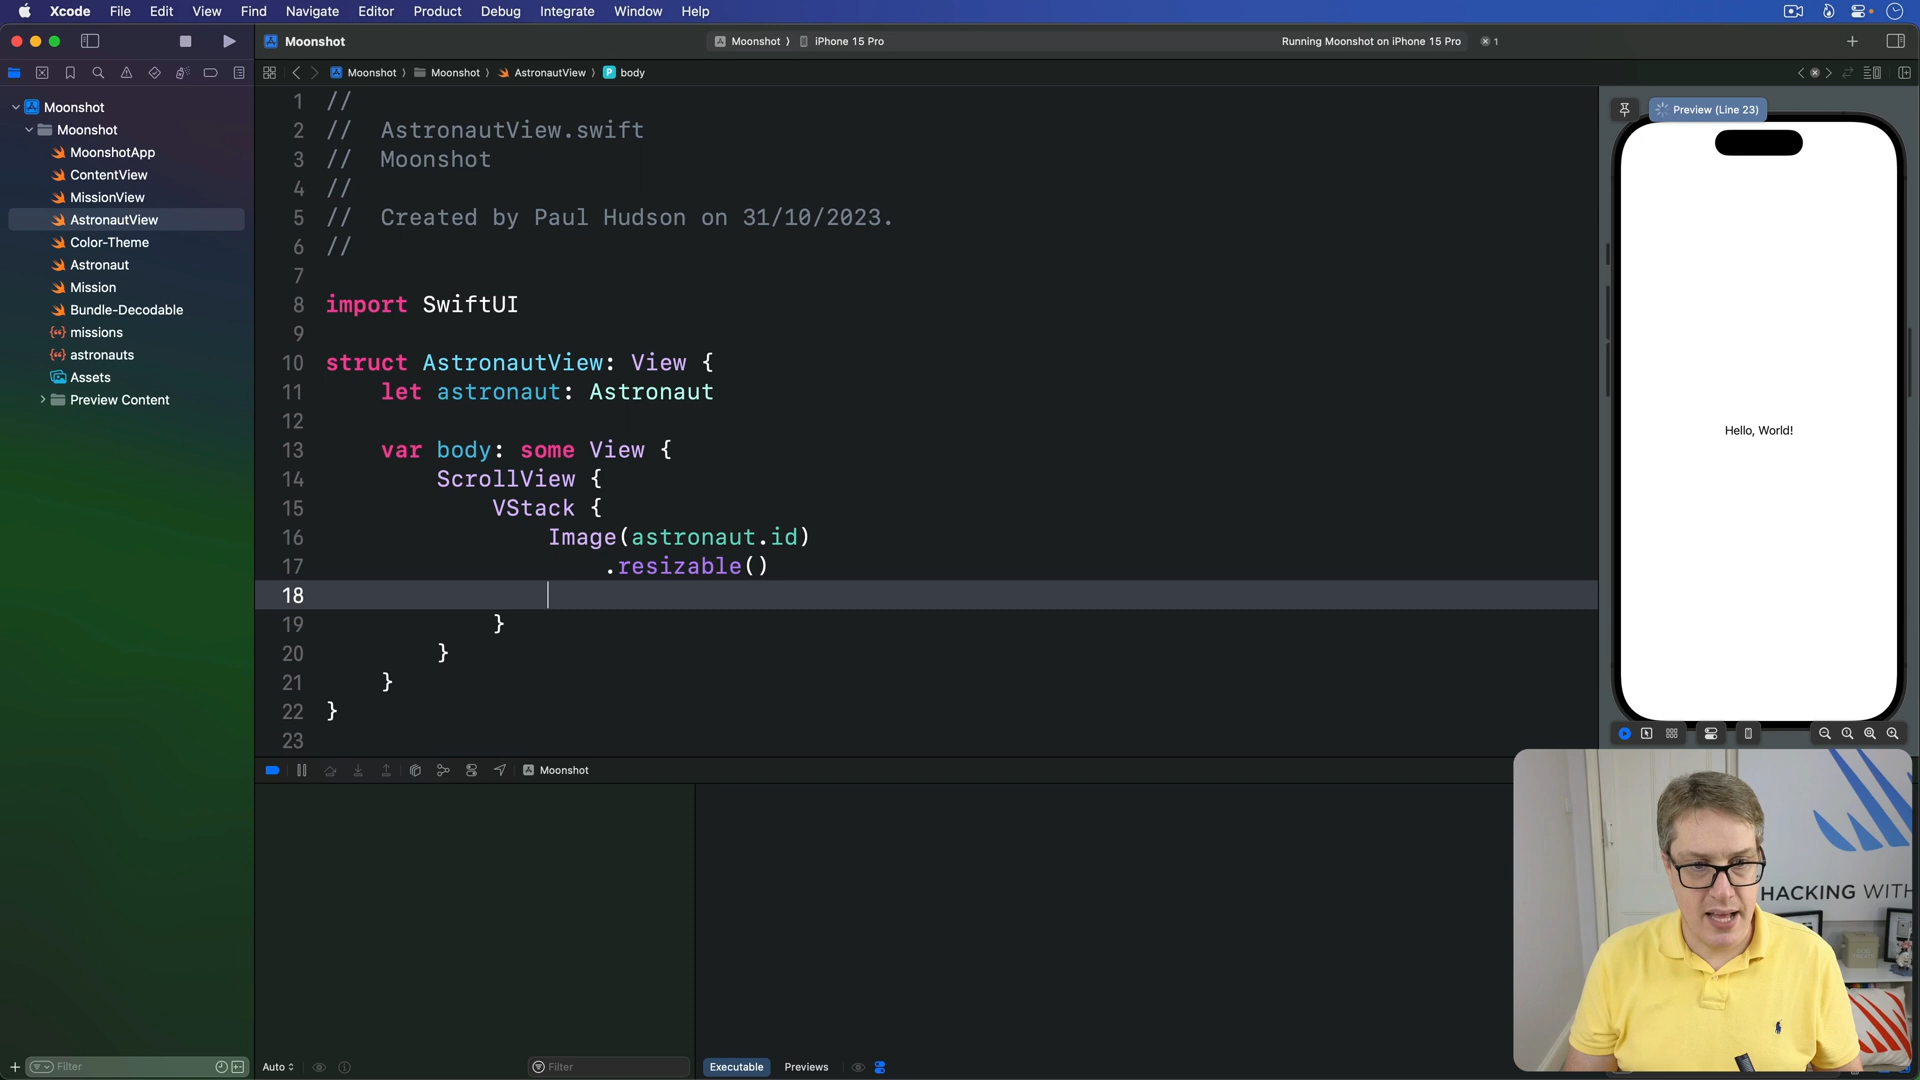 Xcode File Edit View Find Navigate Editor Product Debug Integrate Window Help
Moonshot
Moonshot 〉 iPhone 15 Pro
Running Moonshot on iPhone 15 Pro
1
Moonshot 〉 Moonshot 〉 AstronautView 〉 P body
Moonshot
Moonshot
MoonshotApp
ContentView
MissionView
AstronautView
Color-Theme
Astronaut
Mission
Bundle-Decodable
missions
astronauts
Assets
Preview Content
1 //
2 //  AstronautView.swift
3 //  Moonshot
4 //
5 //  Created by Paul Hudson on 31/10/2023.
6 //
7
8 import SwiftUI
9
10 struct AstronautView: View {
11     let astronaut: Astronaut
12
13     var body: some View {
14         ScrollView {
15             VStack {
16                 Image(astronaut.id)
17                     .resizable()
18
19             }
20         }
21     }
22 }
23
Preview (Line 23)
Hello, World!
Moonshot
HACKING WITH
Filter
Auto
Filter
Executable
Previews